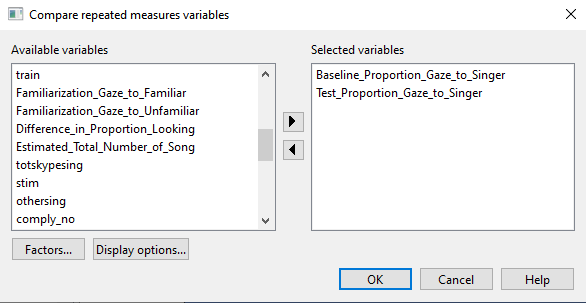 Compare repeated measures variables
Available variables
train
Familiarization_Gaze_to_Familiar
Familiarization_Gaze_to_Unfamiliar
Difference_in_Proportion_Looking
Estimated_Total_Number_of_Song
totskypesing
stim
othersing
comply_no
Selected variables
Baseline_Proportion_Gaze_to_Singer
Test_Proportion_Gaze_to_Singer
Factors...
Display options...
OK
Cancel
Help